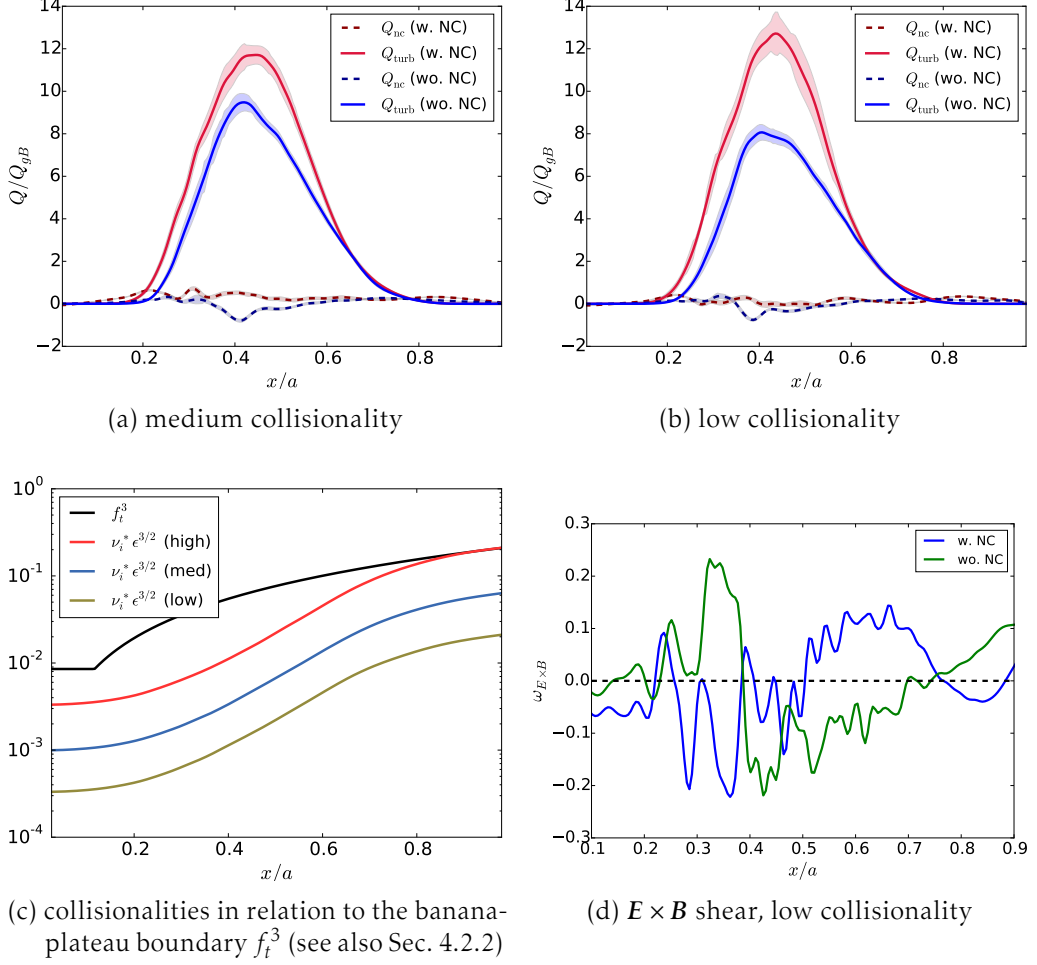 14
12
10
8
6
4
2
0
−2
Q/Q_gB
Q_nc (w. NC)
Q_turb (w. NC)
Q_nc (wo. NC)
Q_turb (wo. NC)
0.2 0.4 0.6 0.8
x/a
(a) medium collisionality
14
12
10
8
6
4
2
0
−2
Q/Q_gB
Q_nc (w. NC)
Q_turb (w. NC)
Q_nc (wo. NC)
Q_turb (wo. NC)
0.2 0.4 0.6 0.8
x/a
(b) low collisionality
10^0
10^-1
10^-2
10^-3
10^-4
f_t^3
ν_i^* ϵ^3/2 (high)
ν_i^* ϵ^3/2 (med)
ν_i^* ϵ^3/2 (low)
0.2 0.4 0.6 0.8
x/a
(c) collisionalities in relation to the banana-
plateau boundary f_t^3 (see also Sec. 4.2.2)
0.3
0.2
0.1
0.0
−0.1
−0.2
−0.3
ω_E×B
w. NC
wo. NC
0.1 0.2 0.3 0.4 0.5 0.6 0.7 0.8 0.9
x/a
(d) E × B shear, low collisionality